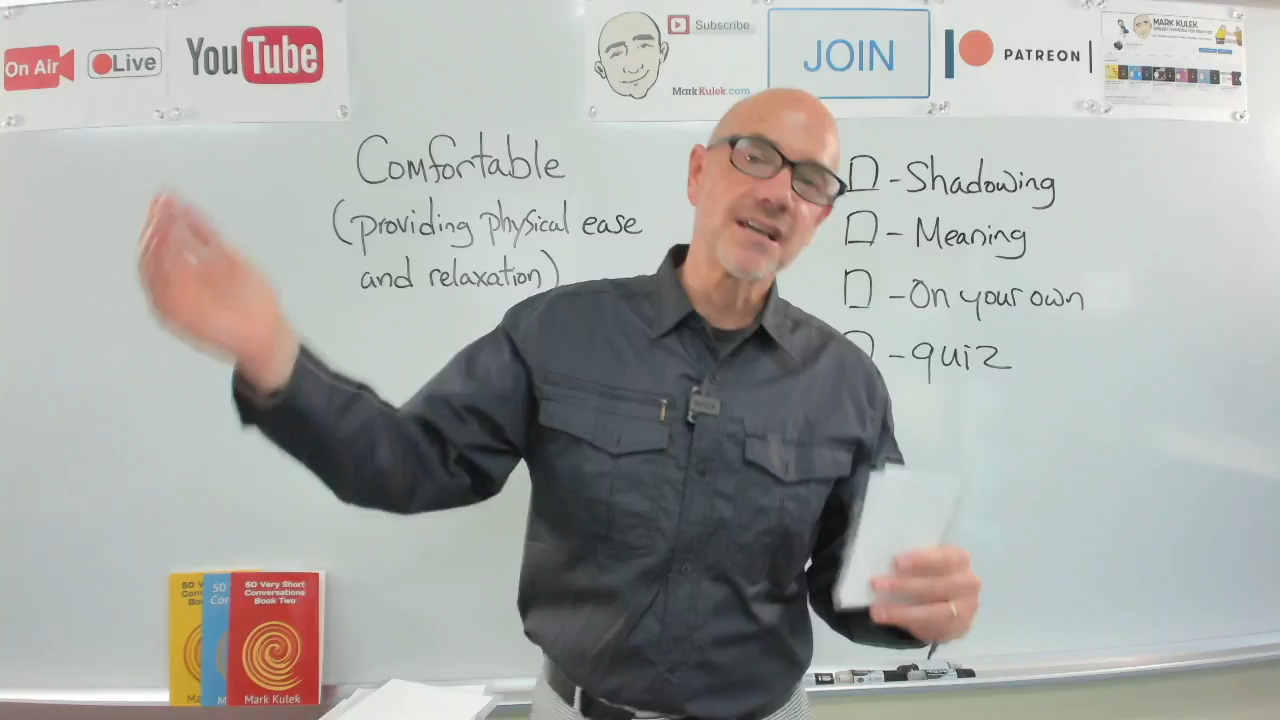 On Air
Live
YouTube
Subscribe
MarkKulek.com
JOIN
PATREON
MARK KULEK
Comfortable
(providing physical ease
and relaxation)
- Shadowing
- Meaning
- On your own
- quiz
50 Very Short
Conversations
Book Two
Mark Kulek
50